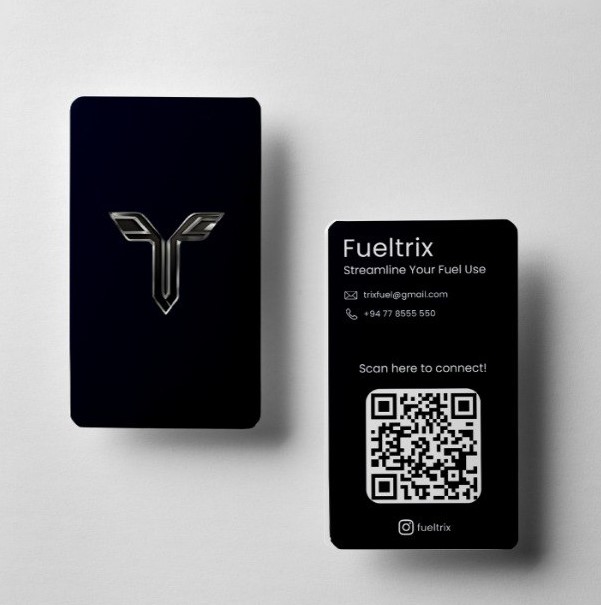 Fueltrix
Streamline Your Fuel Use
trixfuel@gmail.com
+94 77 8555 550
Scan here to connect!
fueltrix